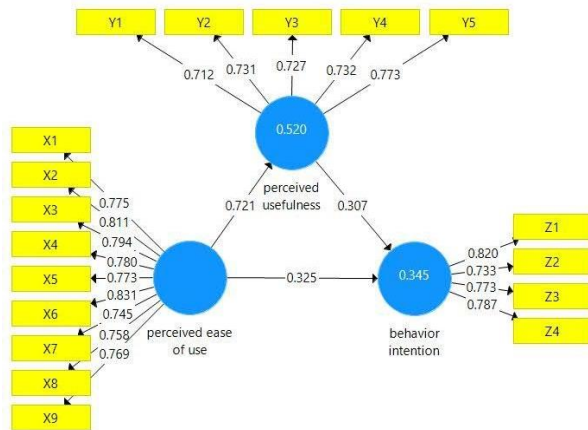 Y1 Y2 Y3 Y4 Y5
0.712 0.731 0.727 0.732 0.773
0.520
perceived
usefulness
X1
X2
X3
X4
X5
X6
X7
X8
X9
0.775
0.811
0.794
0.780
0.773
0.831
0.745
0.758
0.769
perceived ease
of use
0.721
0.307
0.325
0.345
behavior
intention
0.820
0.733
0.773
0.787
Z1
Z2
Z3
Z4